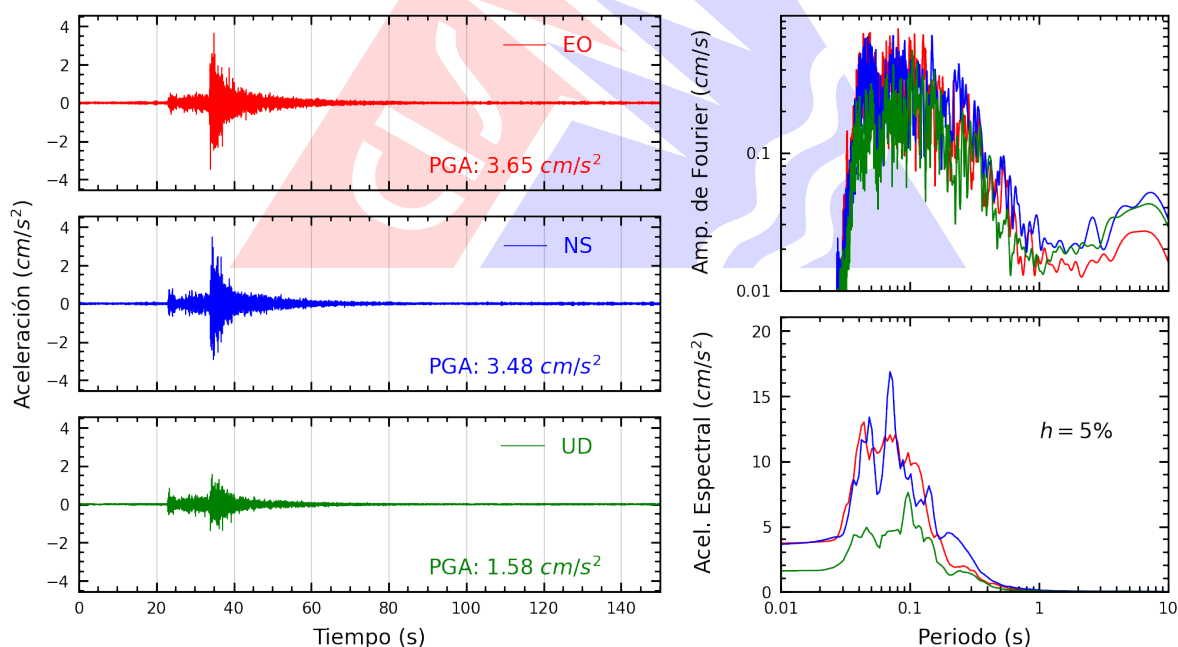 Aceleración (cm/s²)
4
2
0
−2
−4
EO
PGA: 3.65 cm/s²
4
2
0
−2
−4
NS
PGA: 3.48 cm/s²
4
2
0
−2
−4
UD
PGA: 1.58 cm/s²
0 20 40 60 80 100 120 140
Tiempo (s)
Amp. de Fourier (cm/s)
0.1
0.01
Acel. Espectral (cm/s²)
20
15
10
5
0
h = 5%
0.01 0.1 1 10
Periodo (s)